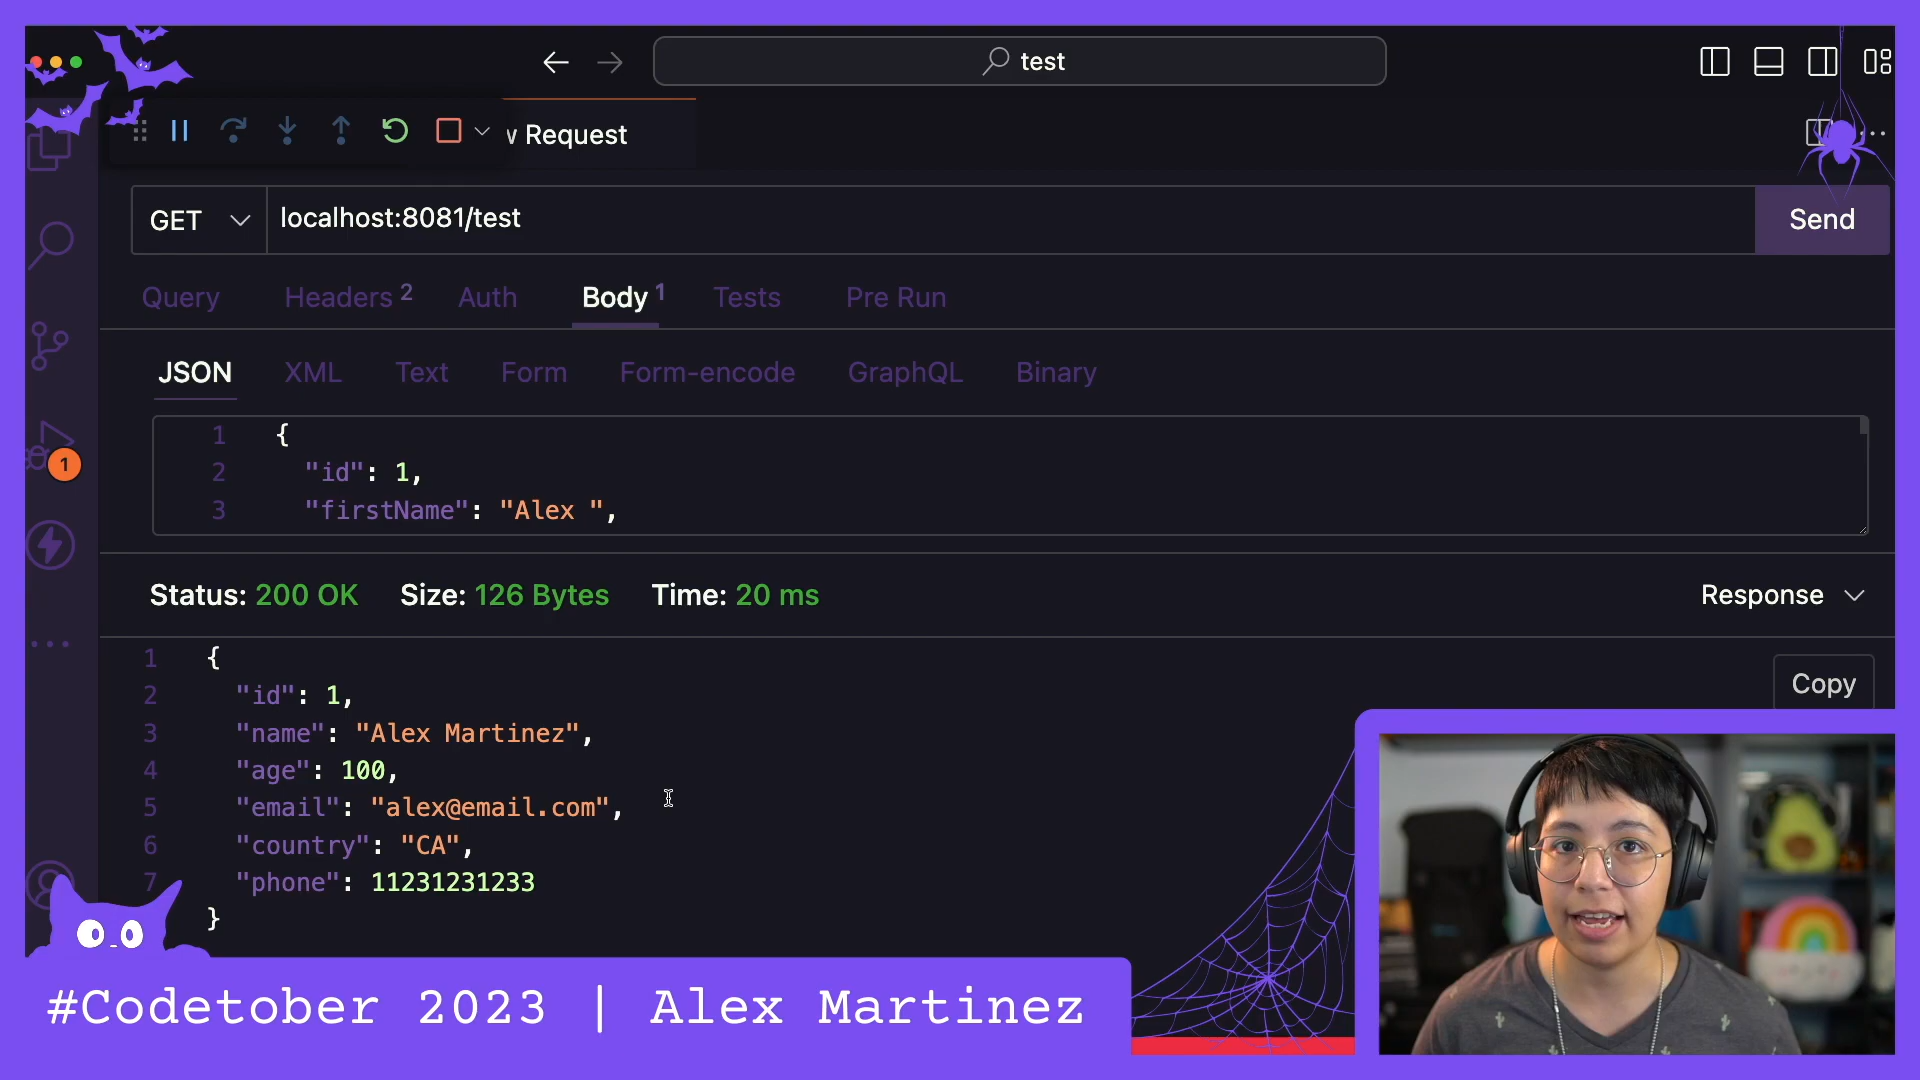 test
v Request
GET
localhost:8081/test
Send
Query
Headers 2
Auth
Body 1
Tests
Pre Run
JSON
XML
Text
Form
Form-encode
GraphQL
Binary
1 {
2 "id": 1,
3 "firstName": "Alex ",
1
Status: 200 OK Size: 126 Bytes Time: 20 ms
Response
1 {
2 "id": 1,
3 "name": "Alex Martinez",
4 "age": 100,
5 "email": "alex@email.com",
6 "country": "CA",
7 "phone": 11231231233
}
Copy
#Codetober 2023 | Alex Martinez